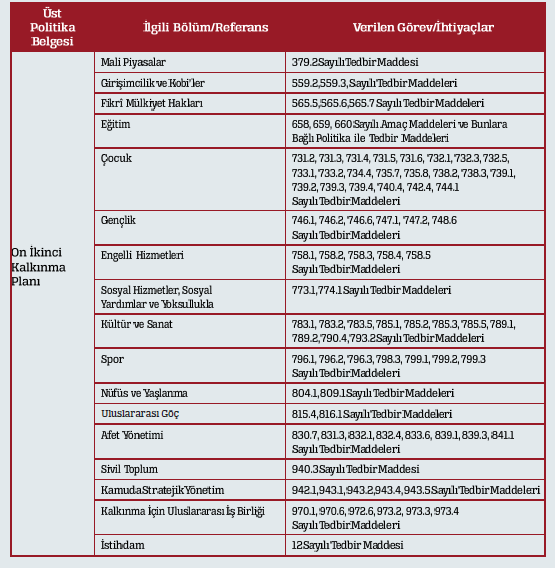 Üst
Politika
Belgesi
İlgili Bölüm/Referans
Verilen Görev/İhtiyaçlar
On İkinci
Kalkınma
Planı
Mali Piyasalar
379.2Sayılı Tedbir Maddesi
Girişimcilik ve Kobi'ler
559.2,559.3, Sayılı Tedbir Maddeleri
Fikrî Mülkiyet Hakları
565.5,565.6,565.7 Sayılı Tedbir Maddeleri
Eğitim
658, 659, 660 Sayılı Amaç Maddeleri ve Bunlara
Bağlı Politika ile Tedbir Maddeleri
Çocuk
731.2, 731.3, 731.4, 731.5, 731.6, 732.1, 732.3, 732.5,
733.1, 733.2, 734.4, 735.7, 735.8, 738.2, 738.3, 739.1,
739.2, 739.3, 739.4, 740.4, 742.4, 744.1
Sayılı Tedbir Maddeleri
Gençlik
746.1, 746.2, 746.6, 747.1, 747.2, 748.6
Sayılı Tedbir Maddeleri
Engelli Hizmetleri
758.1, 758.2, 758.3, 758.4, 758.5
Sayılı Tedbir Maddeleri
Sosyal Hizmetler, Sosyal
Yardımlar ve Yoksullukla
773.1, 774.1 Sayılı Tedbir Maddeleri
Kültür ve Sanat
783.1, 783.2, 783.5, 785.1, 785.2, 785.3, 785.5, 789.1,
789.2, 790.4, 793.2 Sayılı Tedbir Maddeleri
Spor
796.1, 796.2, 796.3, 798.3, 799.1, 799.2, 799.3
Sayılı Tedbir Maddeleri
Nüfüs ve Yaşlanma
804.1,809.1 Sayılı Tedbir Maddeleri
Uluslararası Göç
815.4,816.1 Sayılı Tedbir Maddeleri
Afet Yönetimi
830.7, 831.3, 832.1, 832.4, 833.6, 839.1, 839.3, 841.1
Sayılı Tedbir Maddeleri
Sivil Toplum
940.3 Sayılı Tedbir Maddesi
Kamuda Stratejik Yönetim
942.1,943.1,943.2,943.4,943.5 Sayılı Tedbir Maddeleri
Kalkınma İçin Uluslararası İş Birliği
970.1, 970.6, 972.6, 973.2, 973.3, 973.4
Sayılı Tedbir Maddeleri
İstihdam
12 Sayılı Tedbir Maddesi